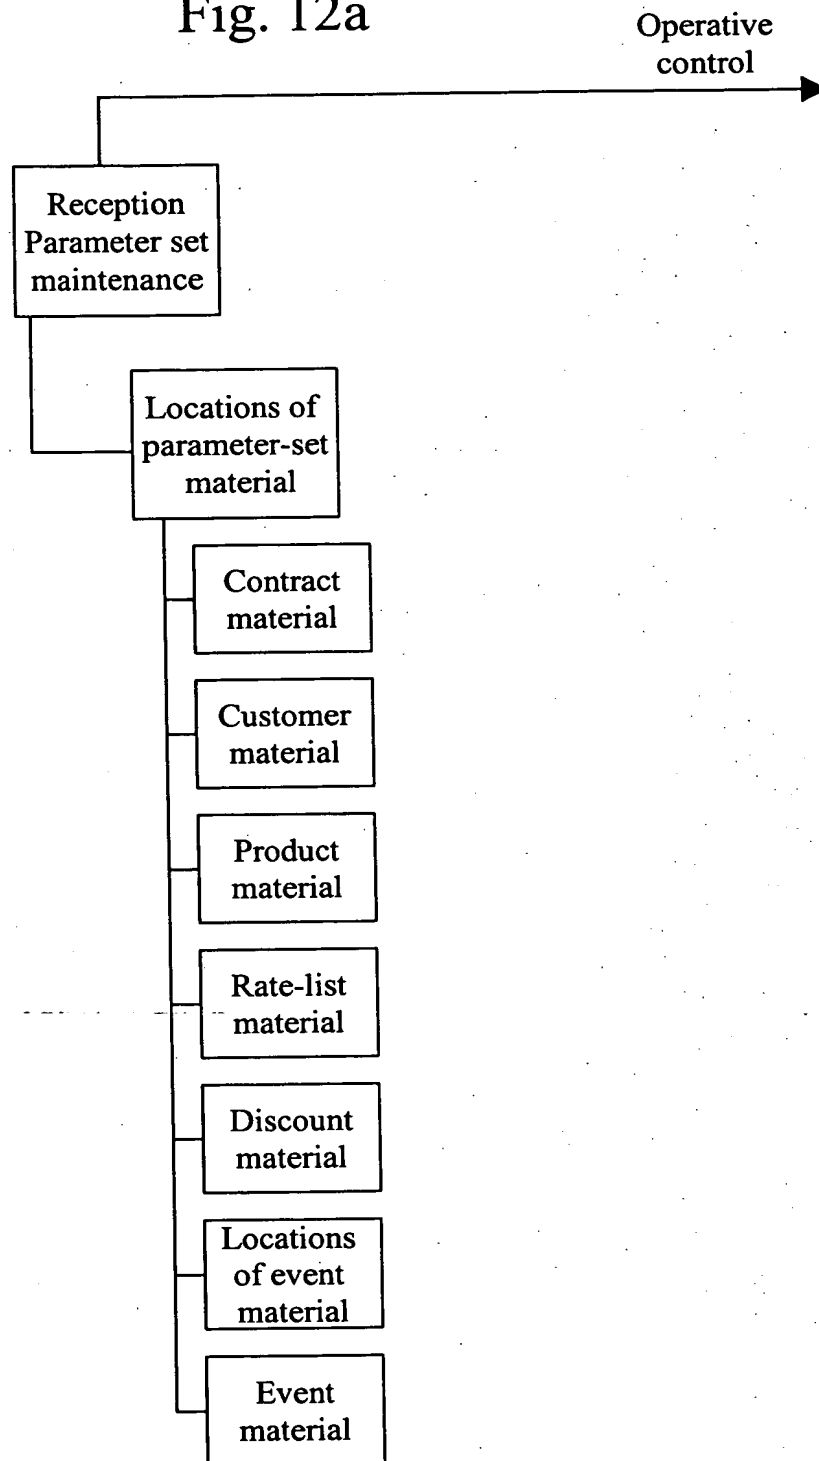 Fig. 12a
Operative
control
Reception
Parameter set
maintenance
Locations of
parameter-set
material
Contract
material
Customer
material
Product
material
Rate-list
material
Discount
material
Locations
of event
material
Event
material